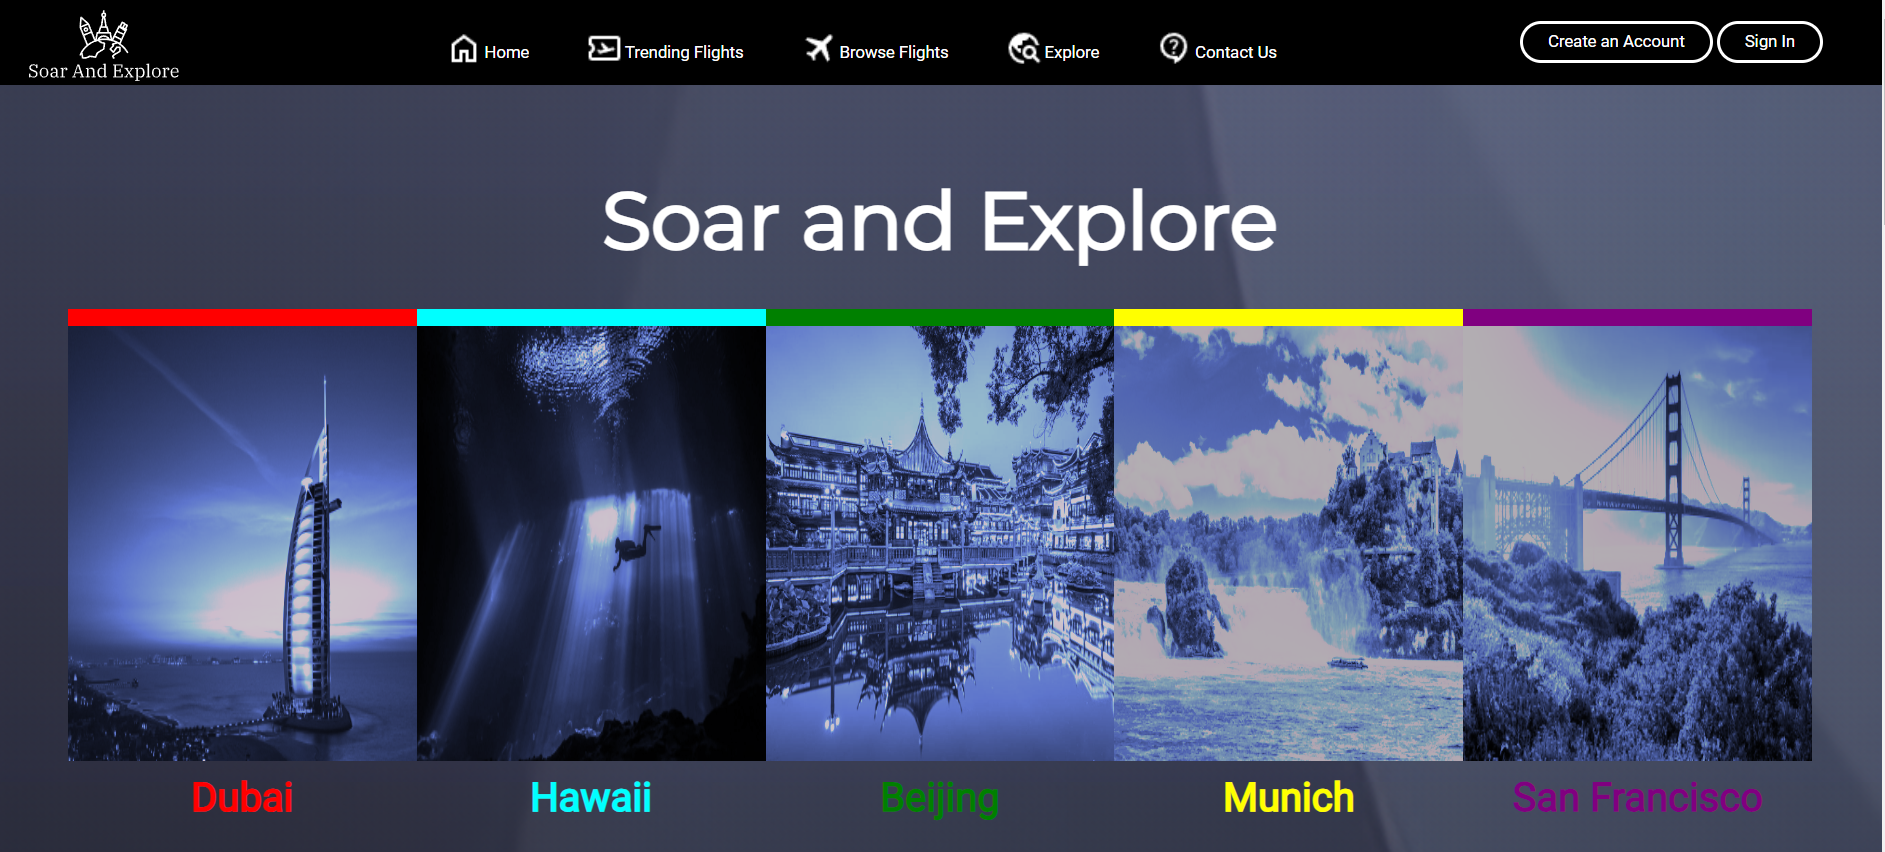 Soar And Explore
Home
Trending Flights
Browse Flights
Explore
Contact Us
Create an Account
Sign In
Soar and Explore
Dubai
Hawaii
Beijing
Munich
San Francisco